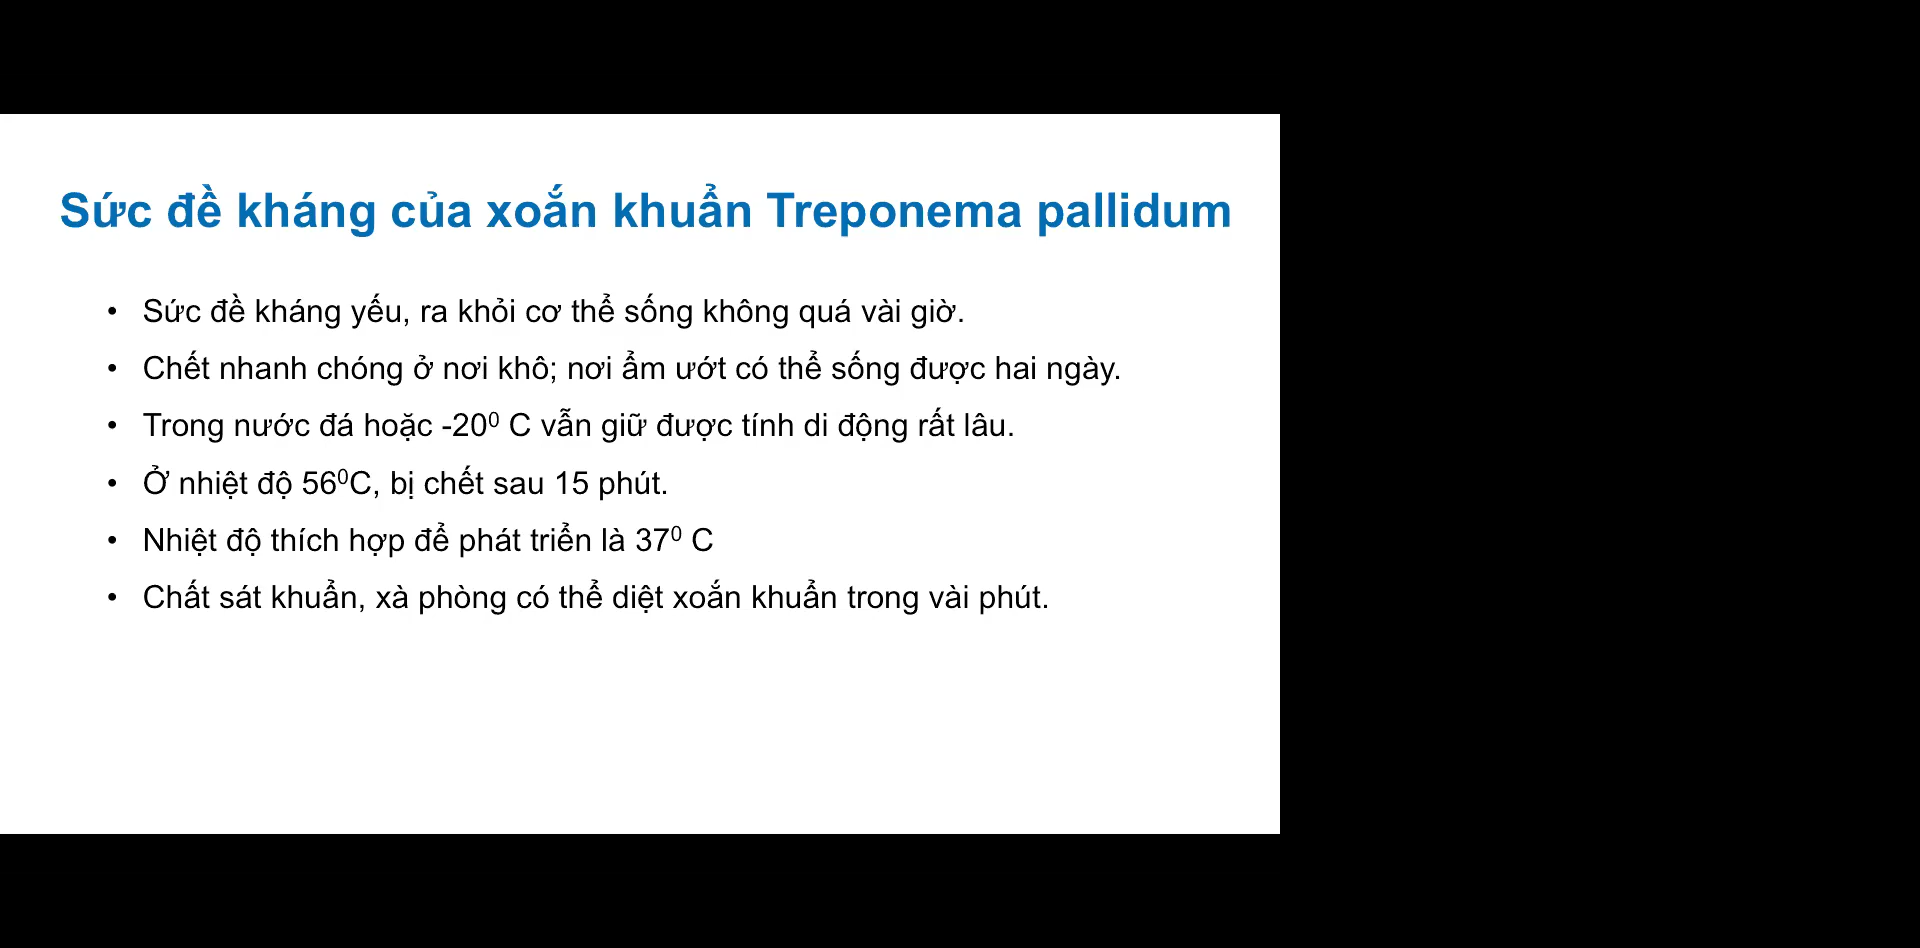 Sức đề kháng của xoắn khuẩn Treponema pallidum
• Sức đề kháng yếu, ra khỏi cơ thể sống không quá vài giờ.
• Chết nhanh chóng ở nơi khô; nơi ẩm ướt có thể sống được hai ngày.
• Trong nước đá hoặc -20⁰ C vẫn giữ được tính di động rất lâu.
• Ở nhiệt độ 56⁰C, bị chết sau 15 phút.
• Nhiệt độ thích hợp để phát triển là 37⁰ C
• Chất sát khuẩn, xà phòng có thể diệt xoắn khuẩn trong vài phút.